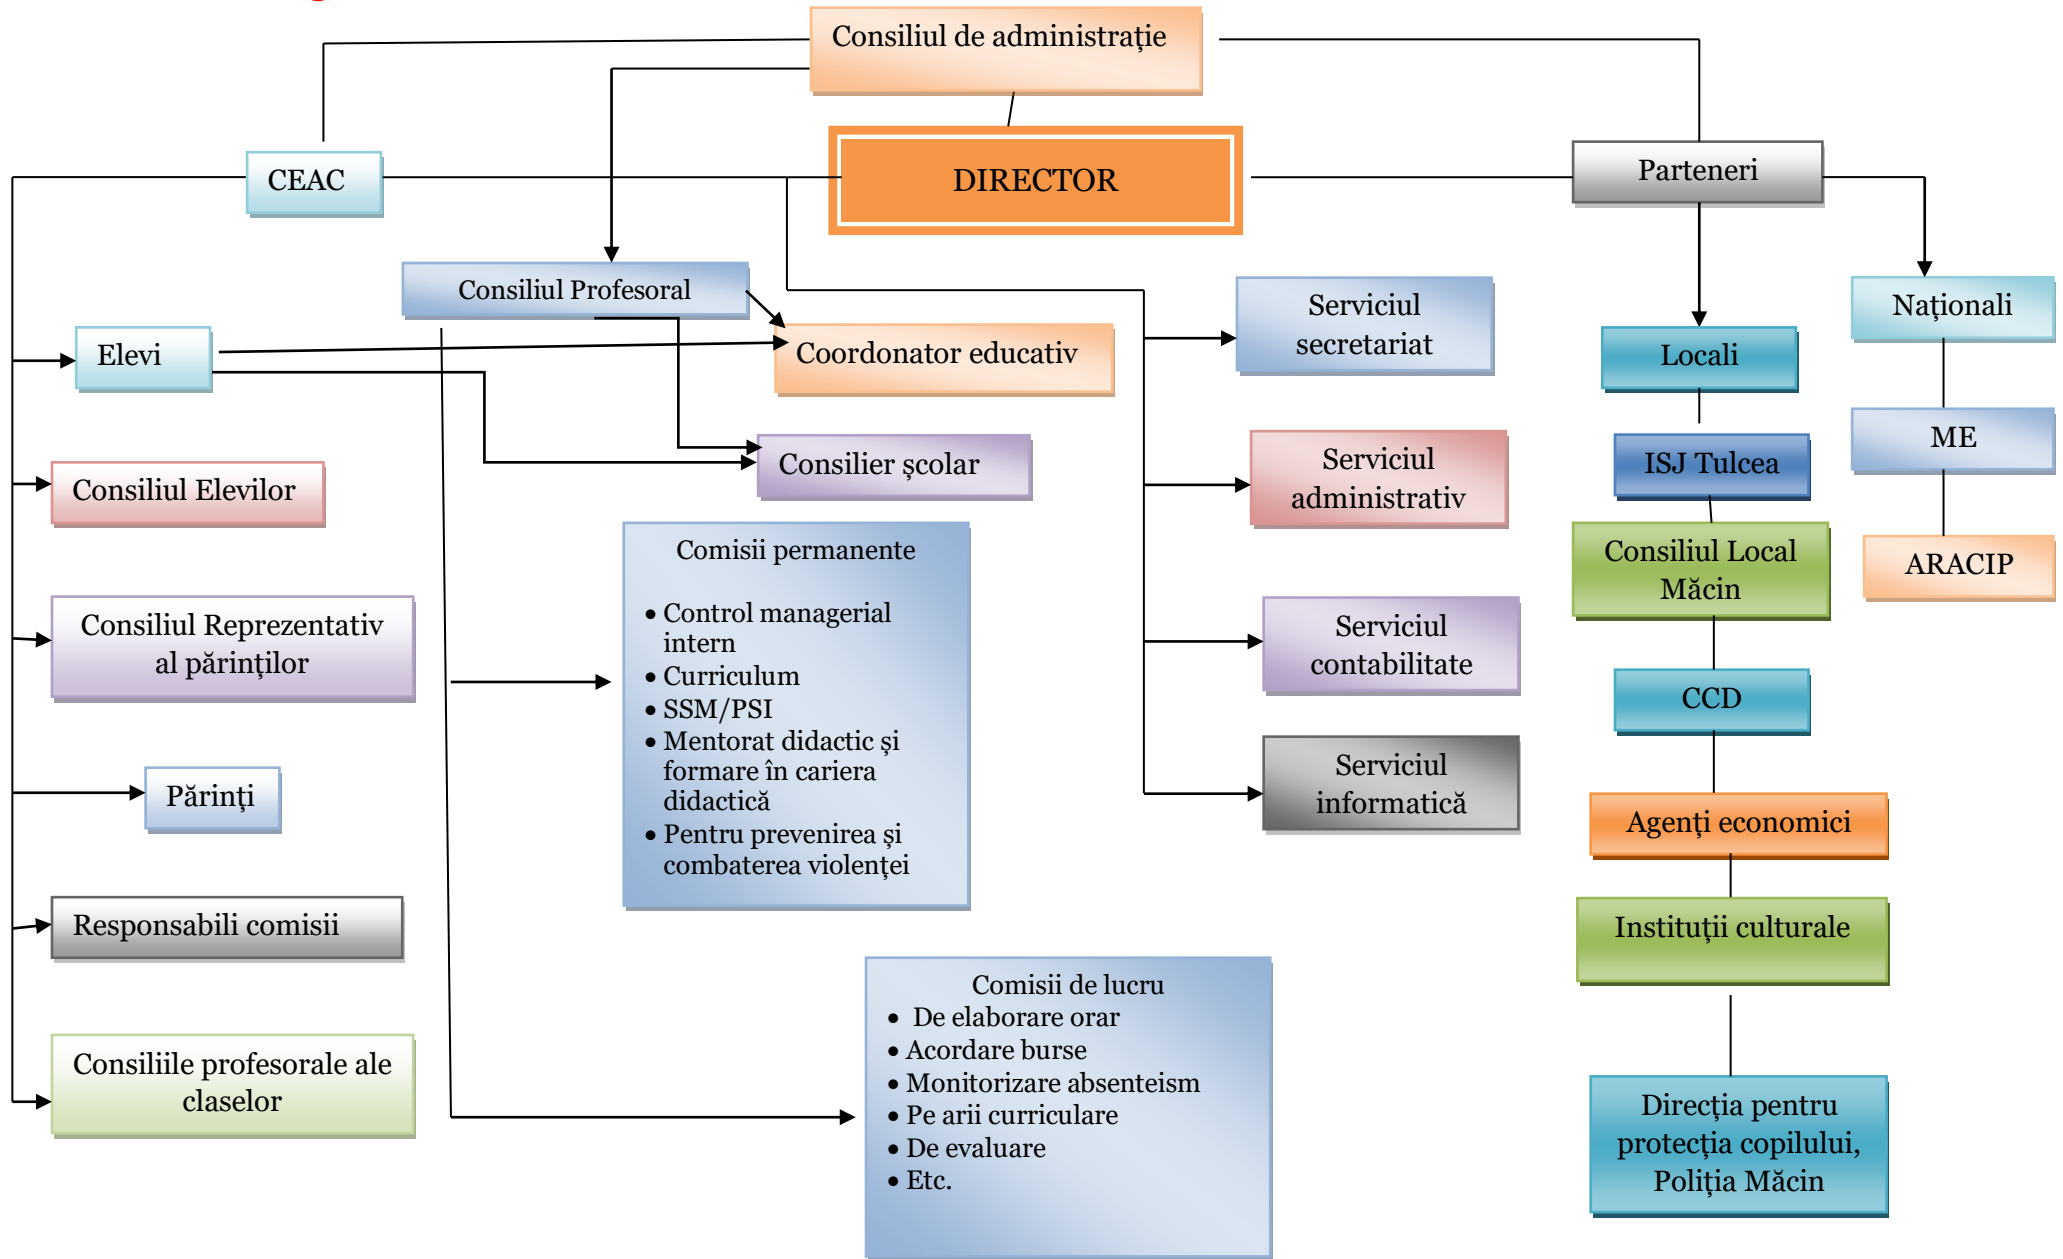 Consiliul de administrație
CEAC
DIRECTOR
Parteneri
Consiliul Profesoral
Serviciul
secretariat
Naționali
Elevi
Coordonator educativ
Locali
Consiliul Elevilor
Consilier școlar
Serviciul
administrativ
ISJ Tulcea
ME
Comisii permanente
• Control managerial
intern
• Curriculum
• SSM/PSI
• Mentorat didactic și
formare în cariera
didactică
• Pentru prevenirea și
combaterea violenței
Consiliul Local
Măcin
ARACIP
Consiliul Reprezentativ
al părinților
Serviciul
contabilitate
CCD
Părinți
Serviciul
informatică
Agenți economici
Responsabili comisii
Instituții culturale
Comisii de lucru
• De elaborare orar
• Acordare burse
• Monitorizare absenteism
• Pe arii curriculare
• De evaluare
• Etc.
Consiliile profesorale ale
claselor
Direcția pentru
protecția copilului,
Poliția Măcin